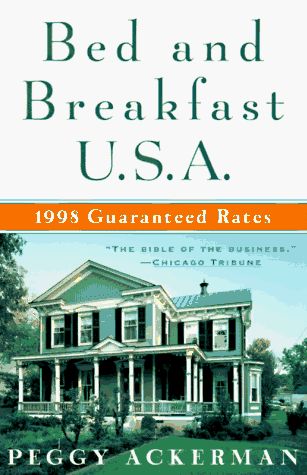 Bed and
Breakfast
U.S.A.
1998 Guaranteed Rates
"THE BIBLE OF THE BUSINESS."
—CHICAGO TRIBUNE
PEGGY ACKERMAN